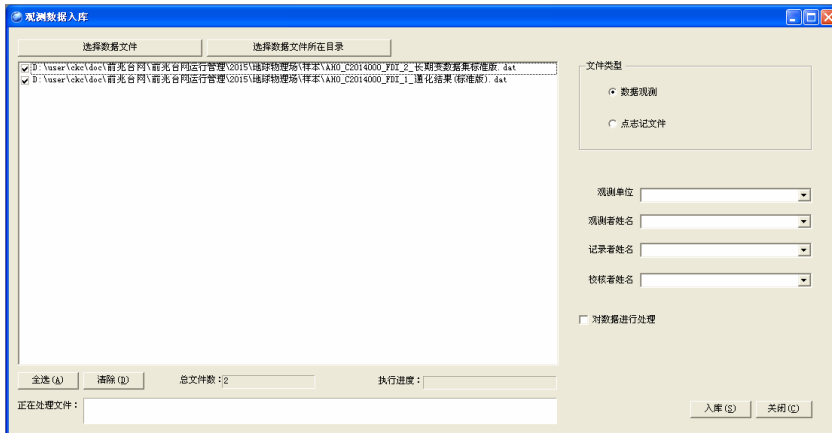 观测数据入库
选择数据文件
选择数据文件所在目录
D:\user\ckc\doc\前兆台网\前兆台网运行管理\2015\地球物理场\样本\AHO_C2014000_FDI_2_长期变数据集标准版.dat
D:\user\ckc\doc\前兆台网\前兆台网运行管理\2015\地球物理场\样本\AHO_C2014000_FDI_1_通化结果(标准版).dat
文件类型
数据观测
点志记文件
观测单位
观测者姓名
记录者姓名
校核者姓名
对数据进行处理
全选(A)
清除(D)
总文件数:2
执行进度:
正在处理文件:
入库(S)
关闭(C)